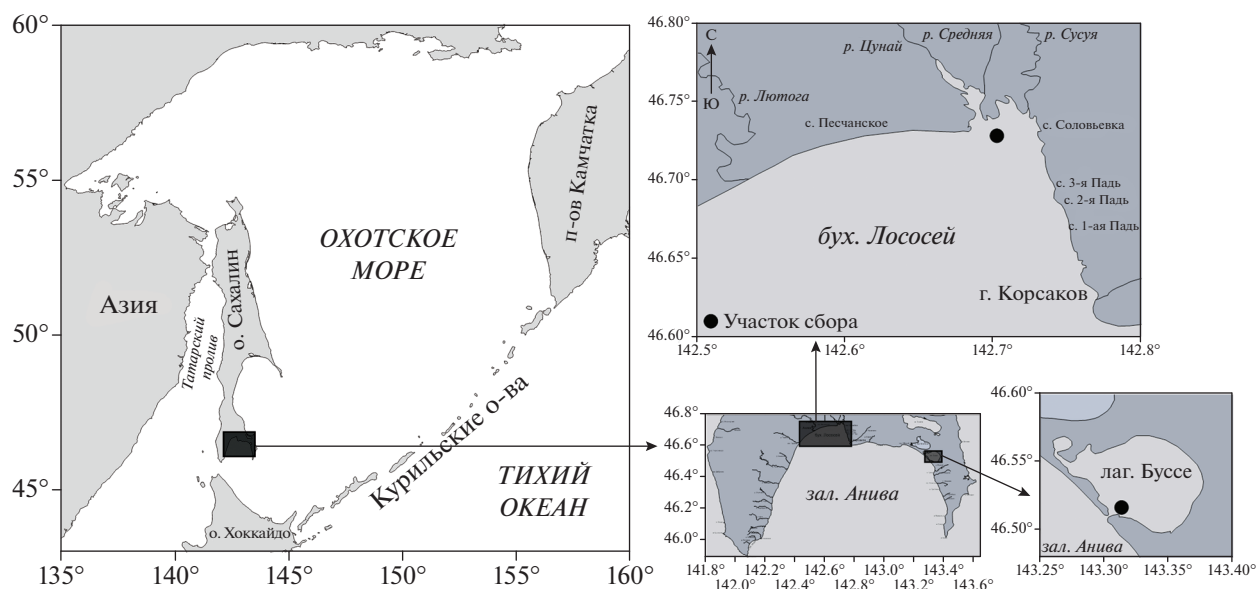 60°
55°
50°
45°
135°
140°
145°
150°
155°
160°
Азия
Татарский
пролив
о. Сахалин
ОХОТСКОЕ
МОРЕ
п-ов Камчатка
Курильские о-ва
ТИХИЙ
ОКЕАН
о. Хоккайдо
46.80°
46.75°
46.70°
46.65°
46.60°
142.5°
142.6°
142.7°
142.8°
С
Ю
р. Лютога
р. Цунай
р. Средняя
р. Сусуя
с. Песчанское
с. Соловьевка
с. 3-я Падь
с. 2-я Падь
с. 1-ая Падь
бух. Лососей
г. Корсаков
Участок сбора
46.8°
46.6°
46.4°
46.2°
46.0°
141.8°
142.0°
142.2°
142.4°
142.6°
142.8°
143.2°
143.4°
143.6°
зал. Анива
46.60°
46.55°
46.50°
143.25°
143.30°
143.40°
лаг. Буссе
зал. Анива